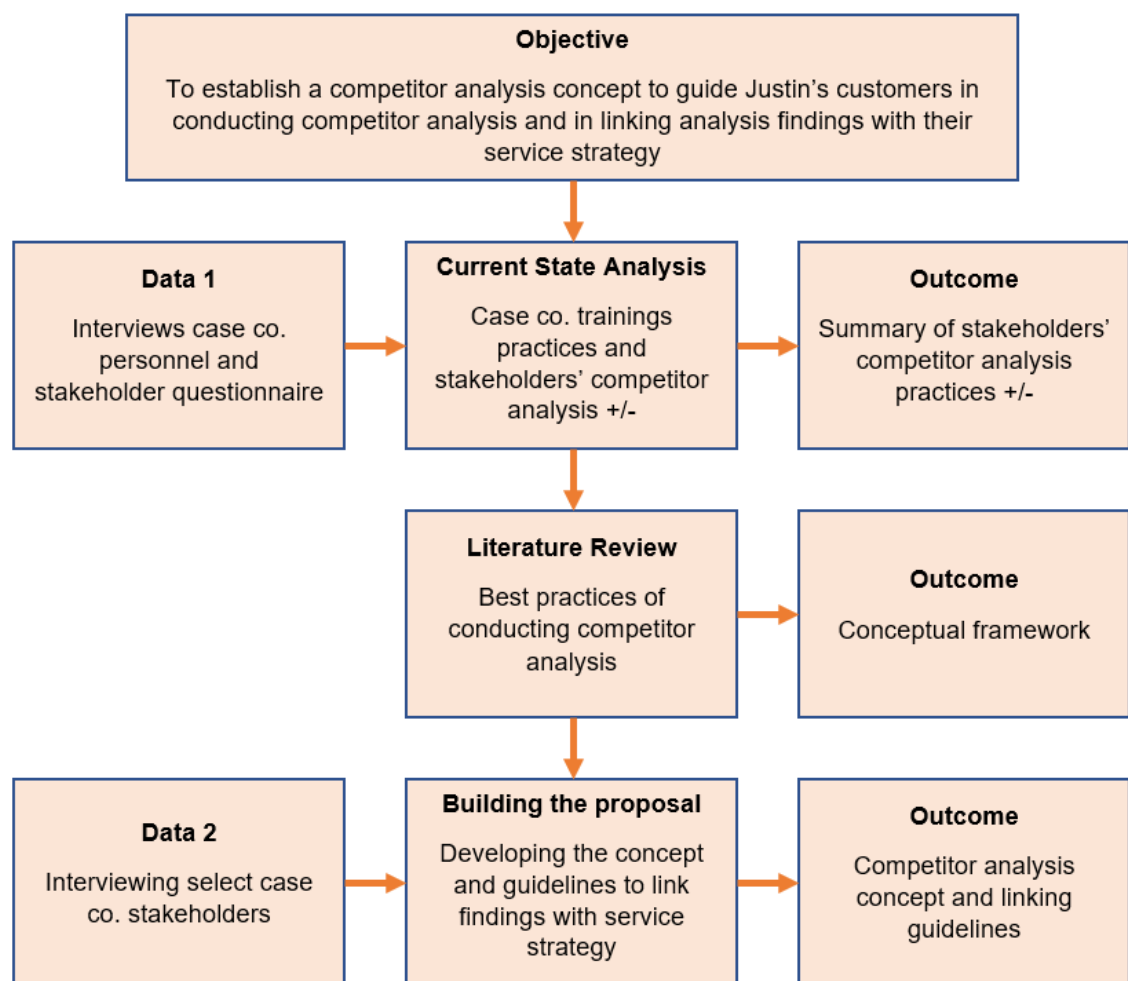 Objective
To establish a competitor analysis concept to guide Justin’s customers in
conducting competitor analysis and in linking analysis findings with their
service strategy
Data 1
Interviews case co.
personnel and
stakeholder questionnaire
Current State Analysis
Case co. trainings
practices and
stakeholders’ competitor
analysis +/-
Outcome
Summary of stakeholders’
competitor analysis
practices +/-
Literature Review
Best practices of
conducting competitor
analysis
Outcome
Conceptual framework
Data 2
Interviewing select case
co. stakeholders
Building the proposal
Developing the concept
and guidelines to link
findings with service
strategy
Outcome
Competitor analysis
concept and linking
guidelines